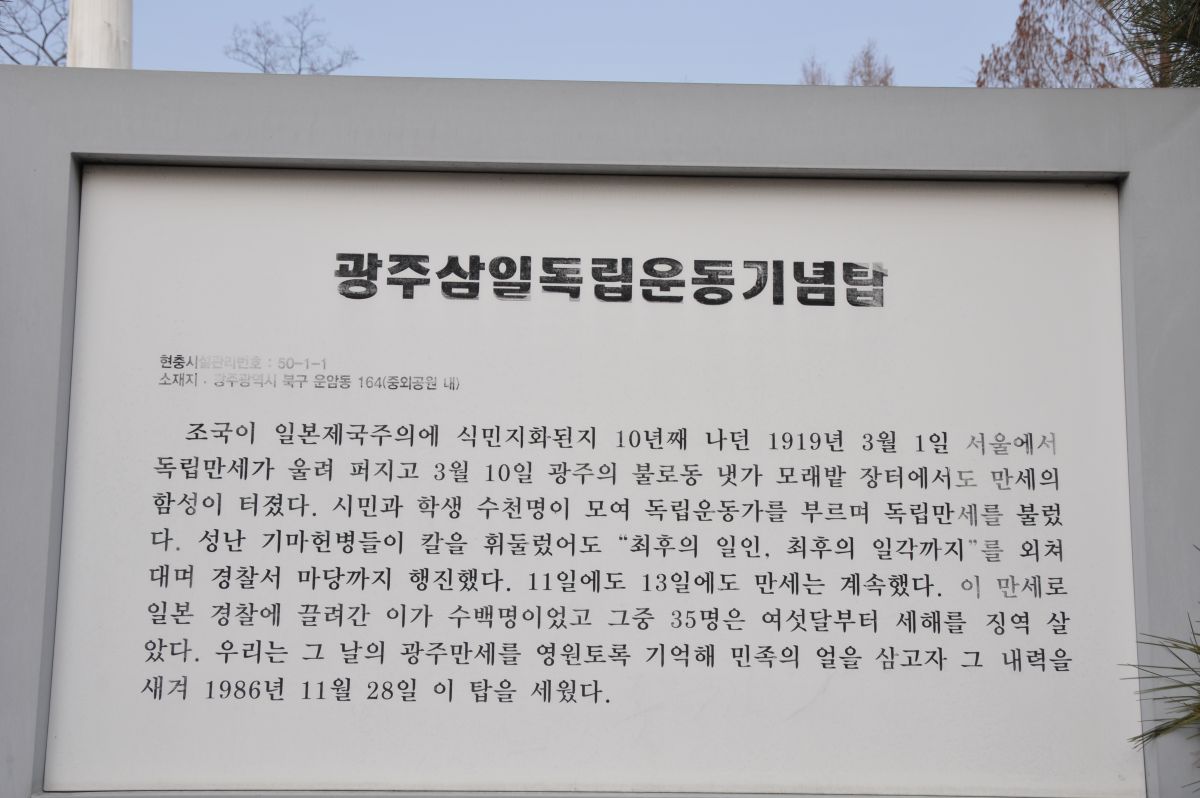 광주삼일독립운동기념탑
현충시설관리번호 : 50-1-1
소재지 : 광주광역시 북구 운암동 164(중외공원 내)
조국이 일본제국주의에 식민지화된지 10년째 나던 1919년 3월 1일 서울에서
독립만세가 울려 퍼지고 3월 10일 광주의 불로동 냇가 모래밭 장터에서도 만세의
함성이 터졌다. 시민과 학생 수천명이 모여 독립운동가를 부르며 독립만세를 불렀
다. 성난 기마헌병들이 칼을 휘둘렀어도 “최후의 일인, 최후의 일각까지”를 외쳐
대며 경찰서 마당까지 행진했다. 11일에도 13일에도 만세는 계속했다. 이 만세로
일본 경찰에 끌려간 이가 수백명이었고 그중 35명은 여섯달부터 세해를 징역 살
았다. 우리는 그 날의 광주만세를 영원토록 기억해 민족의 얼을 삼고자 그 내력을
새겨 1986년 11월 28일 이 탑을 세웠다.